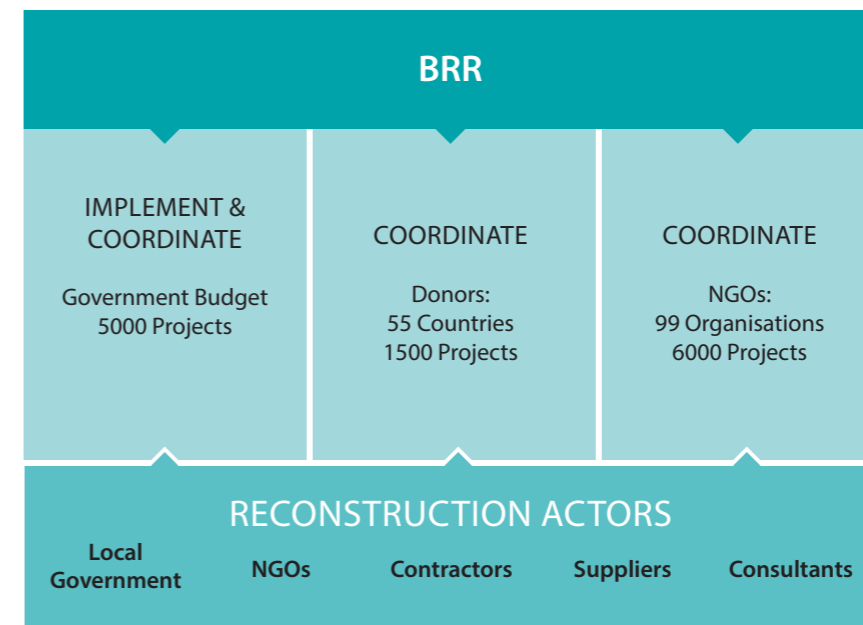 BRR
IMPLEMENT &
COORDINATE
Government Budget
5000 Projects
COORDINATE
Donors:
55 Countries
1500 Projects
COORDINATE
NGOs:
99 Organisations
6000 Projects
RECONSTRUCTION ACTORS
Local
Government
NGOs
Contractors
Suppliers
Consultants